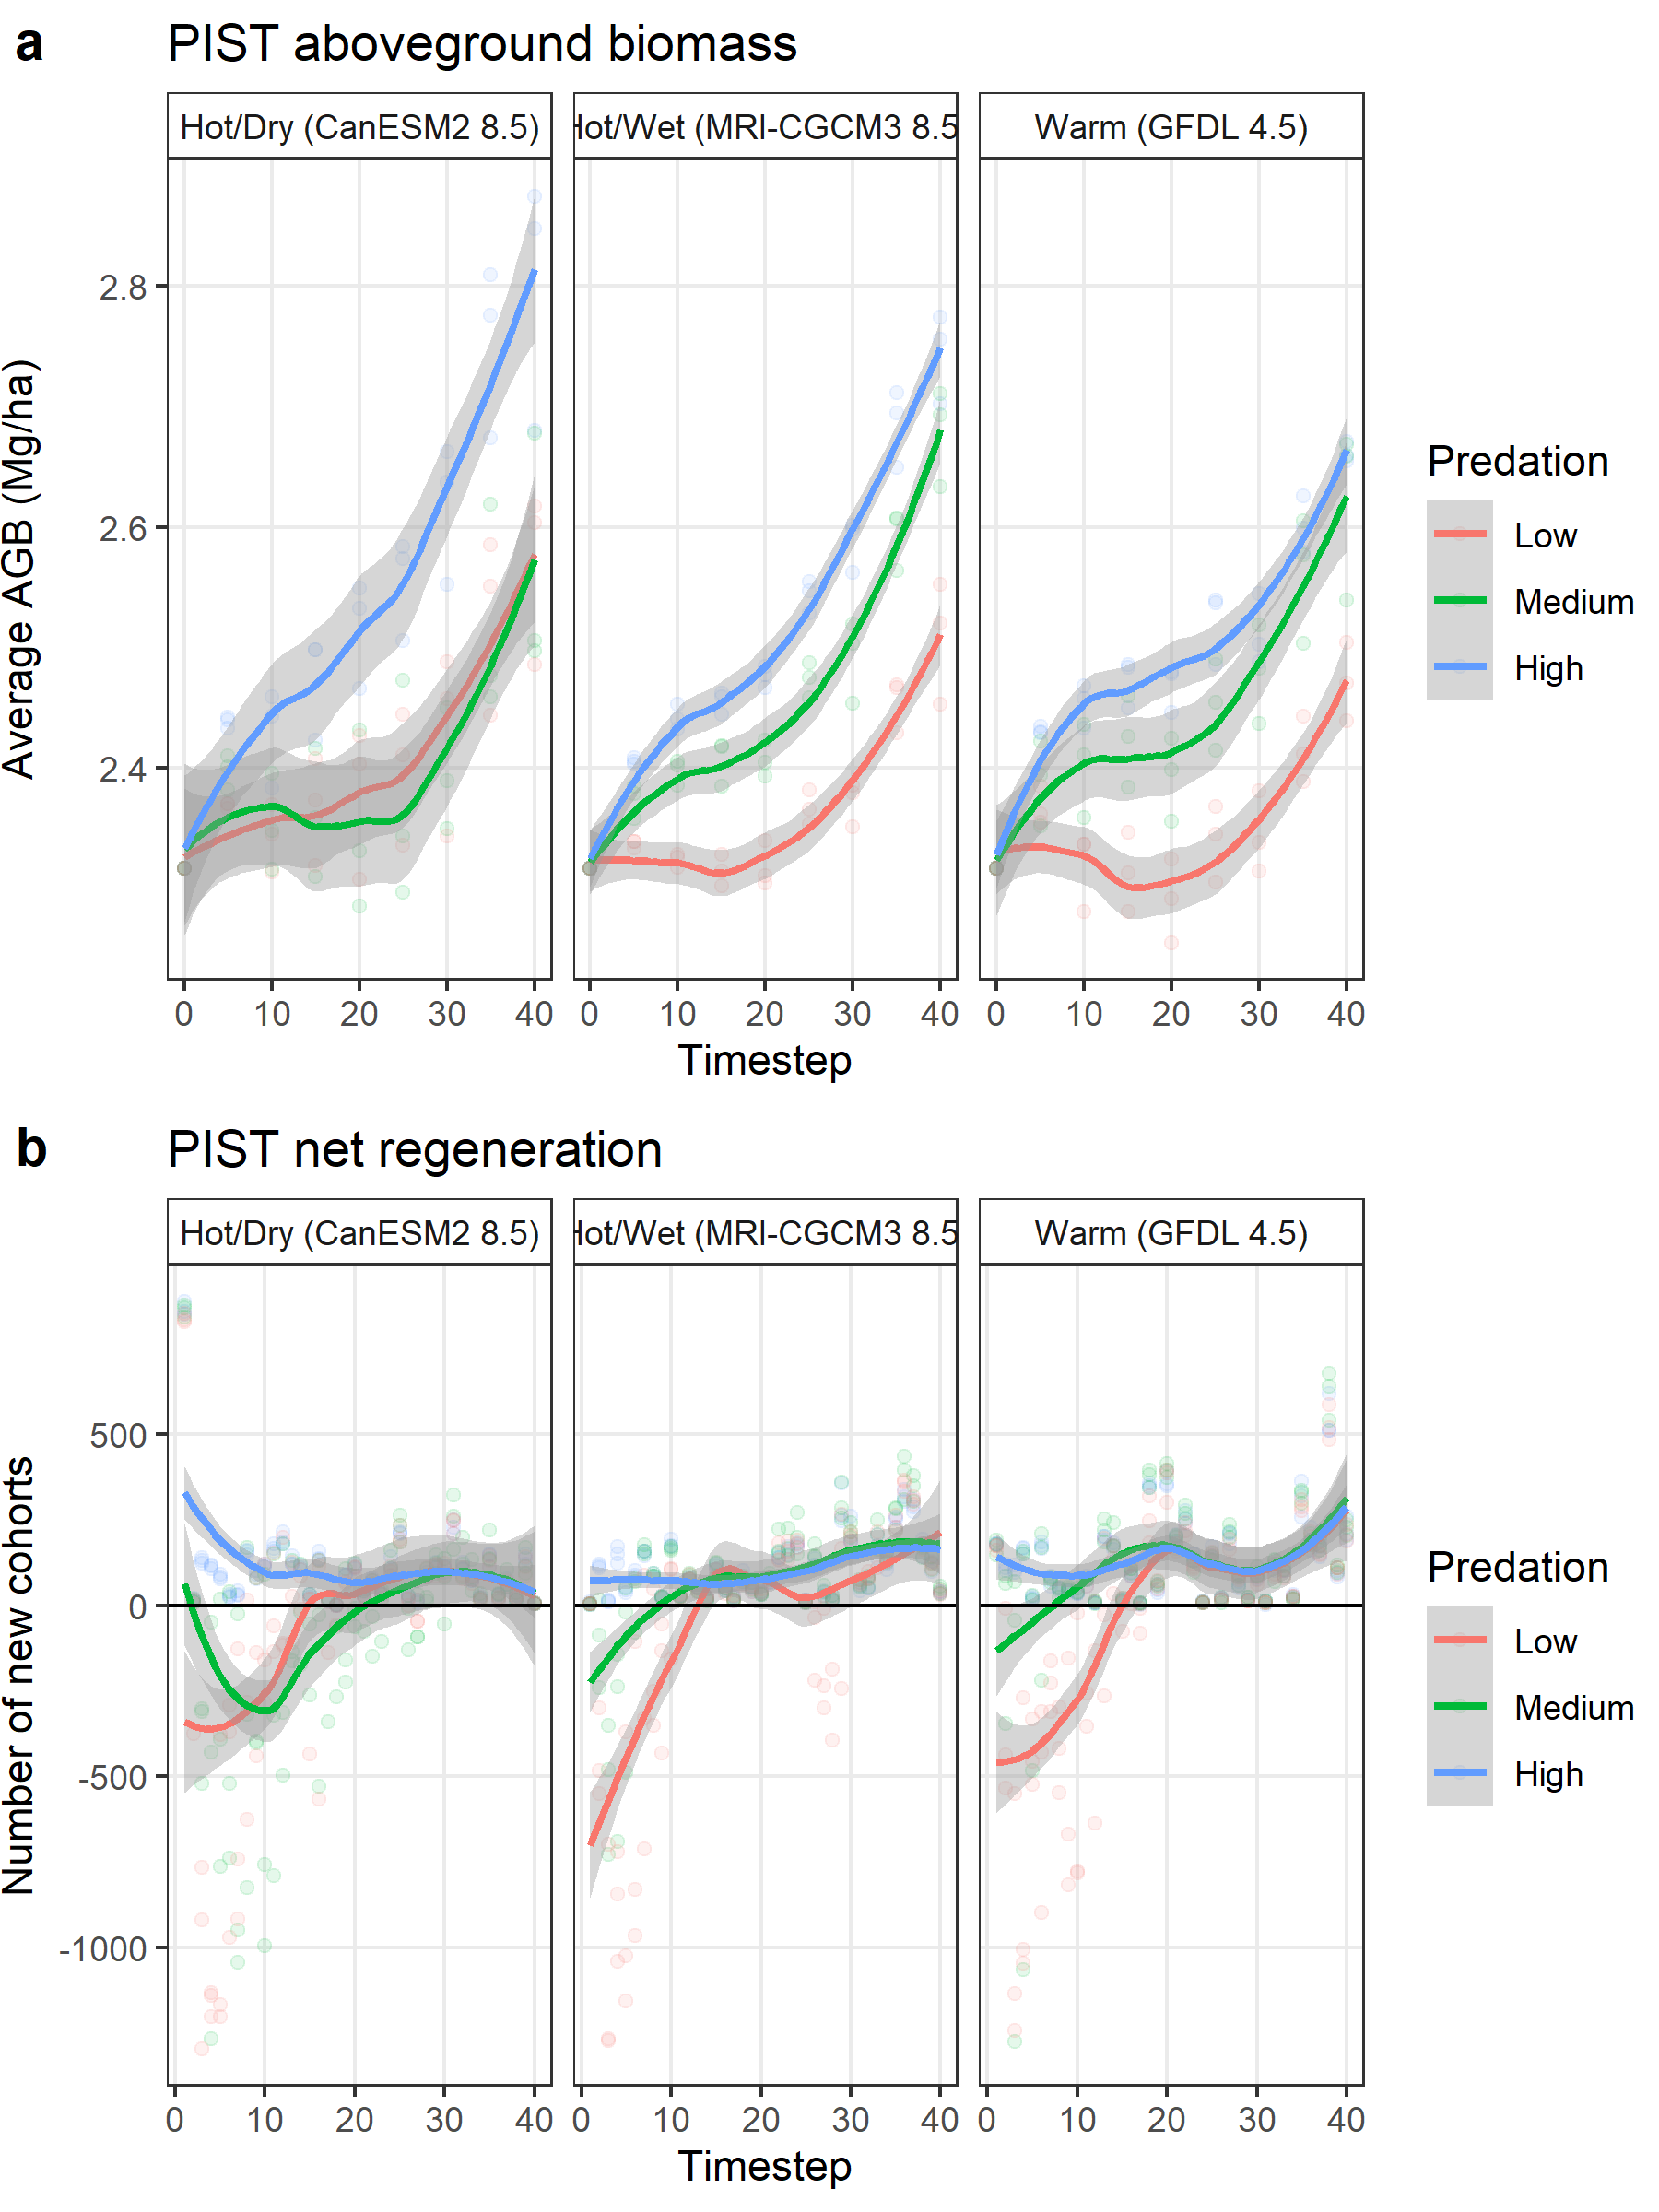 a PIST aboveground biomass
Hot/Dry (CanESM2 8.5) Hot/Wet (MRI-CGCM3 8.5 Warm (GFDL 4.5)
Average AGB (Mg/ha)
2.8
2.6
2.4
0 10 20 30 40 0 10 20 30 40 0 10 20 30 40
Timestep
Predation
Low
Medium
High
b PIST net regeneration
Hot/Dry (CanESM2 8.5) Hot/Wet (MRI-CGCM3 8.5 Warm (GFDL 4.5)
Number of new cohorts
500
0
-500
-1000
0 10 20 30 40 0 10 20 30 40 0 10 20 30 40
Timestep
Predation
Low
Medium
High